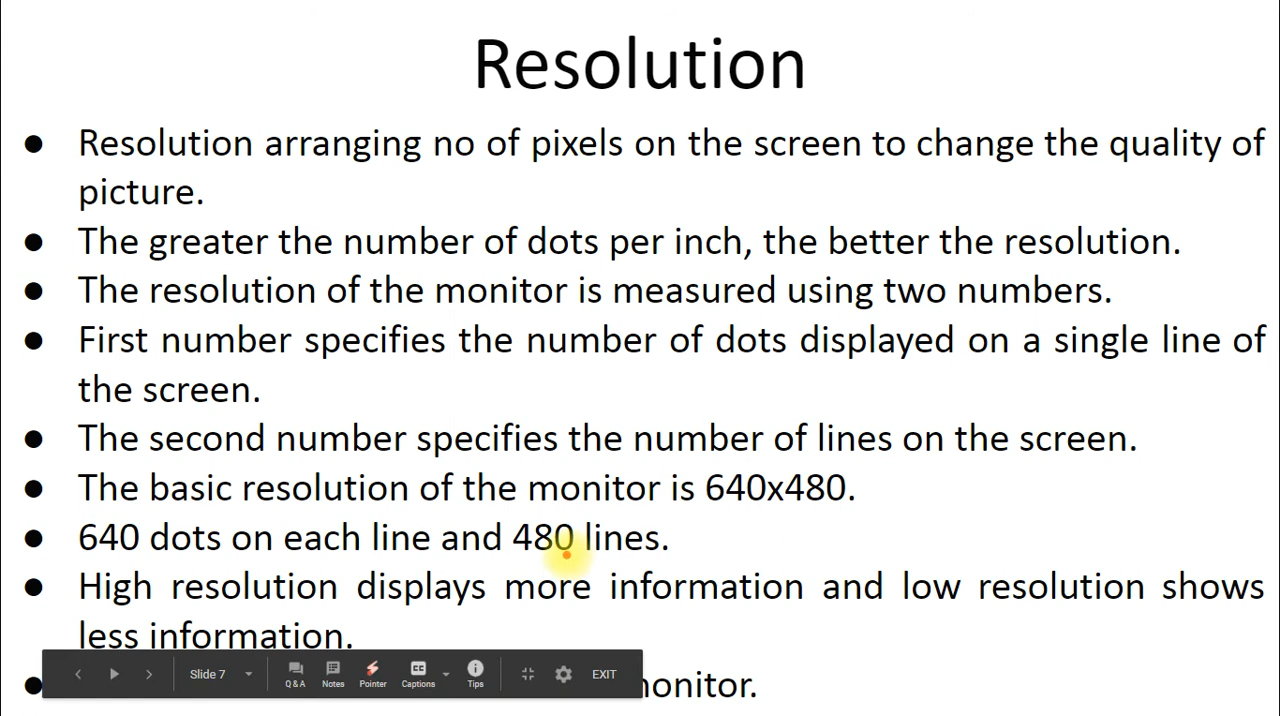 Resolution
● Resolution arranging no of pixels on the screen to change the quality of
picture.
● The greater the number of dots per inch, the better the resolution.
● The resolution of the monitor is measured using two numbers.
● First number specifies the number of dots displayed on a single line of
the screen.
● The second number specifies the number of lines on the screen.
● The basic resolution of the monitor is 640x480.
● 640 dots on each line and 480 lines.
● High resolution displays more information and low resolution shows
less information.
● monitor.
Slide 7 Q & A Notes Pointer CC Captions Tips EXIT